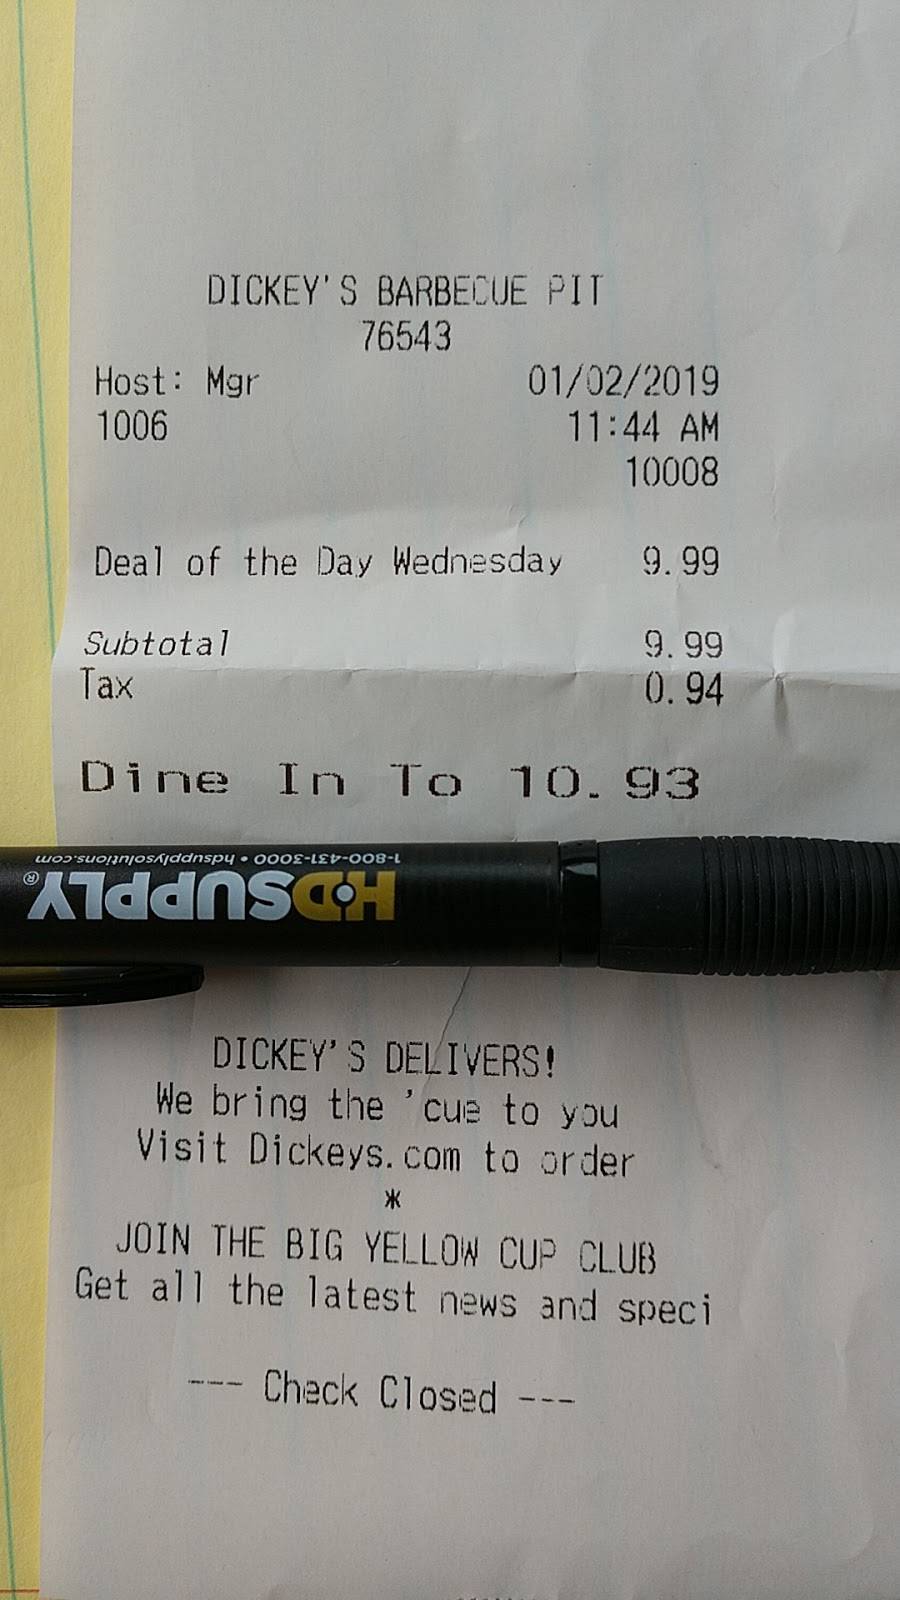 DICKEY'S BARBECUE PIT
76543
Host: Mgr 01/02/2019
1006 11:44 AM
10008
Deal of the Day Wednesday 9.99
Subtotal 9.99
Tax 0.94
Dine In To 10.93
1-800-431-3000 • hdsupplysolutions.com
HDSUPPLY®
DICKEY'S DELIVERS!
We bring the 'cue to you
Visit Dickeys.com to order
*
JOIN THE BIG YELLOW CUP CLUB
Get all the latest news and speci
--- Check Closed ---